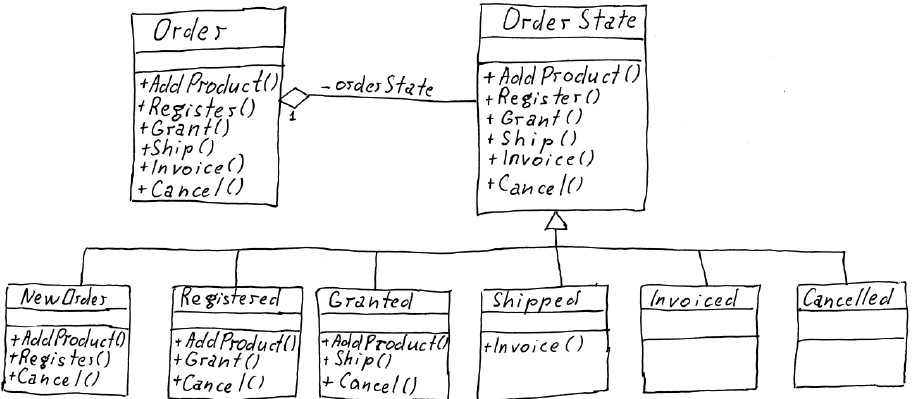 Order
+AddProduct()
+Register()
+Grant()
+Ship()
+Invoice()
+Cancel()
-orderState
1
Order State
+AddProduct()
+Register()
+Grant()
+Ship()
+Invoice()
+Cancel()
NewOrder
+AddProduct()
+Register()
+Cancel()
Registered
+AddProduct()
+Grant()
+Cancel()
Granted
+AddProduct()
+Ship()
+Cancel()
Shipped
+Invoice()
Invoiced
Cancelled